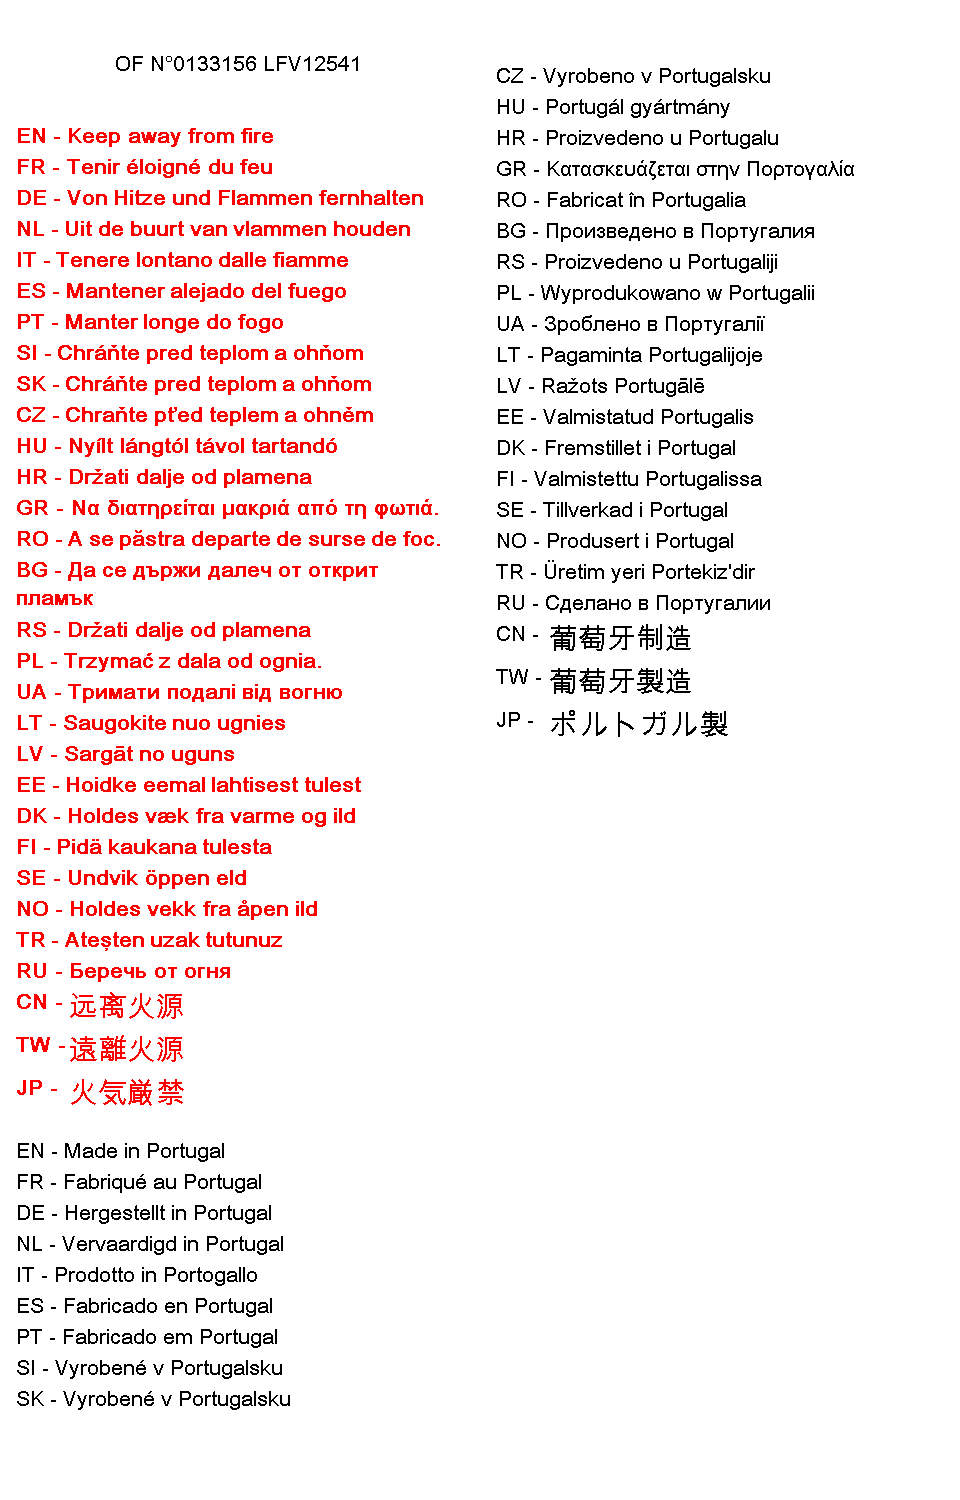 OF N°0133156 LFV12541
EN - Keep away from fire
FR - Tenir éloigné du feu
DE - Von Hitze und Flammen fernhalten
NL - Uit de buurt van vlammen houden
IT - Tenere lontano dalle fiamme
ES - Mantener alejado del fuego
PT - Manter longe do fogo
SI - Chráňte pred teplom a ohňom
SK - Chráňte pred teplom a ohňom
CZ - Chraňte pťed teplem a ohněm
HU - Nyílt lángtól távol tartandó
HR - Držati dalje od plamena
GR - Να διατηρείται μακριά από τη φωτιά.
RO - A se păstra departe de surse de foc.
BG - Да се държи далеч от открит
пламък
RS - Držati dalje od plamena
PL - Trzymać z dala od ognia.
UA - Тримати подалі від вогню
LT - Saugokite nuo ugnies
LV - Sargāt no uguns
EE - Hoidke eemal lahtisest tulest
DK - Holdes væk fra varme og ild
FI - Pidä kaukana tulesta
SE - Undvik öppen eld
NO - Holdes vekk fra åpen ild
TR - Ateşten uzak tutunuz
RU - Беречь от огня
CN - 远离火源
TW - 遠離火源
JP - 火気厳禁
EN - Made in Portugal
FR - Fabriqué au Portugal
DE - Hergestellt in Portugal
NL - Vervaardigd in Portugal
IT - Prodotto in Portogallo
ES - Fabricado en Portugal
PT - Fabricado em Portugal
SI - Vyrobené v Portugalsku
SK - Vyrobené v Portugalsku
CZ - Vyrobeno v Portugalsku
HU - Portugál gyártmány
HR - Proizvedeno u Portugalu
GR - Κατασκευάζεται στην Πορτογαλία
RO - Fabricat în Portugalia
BG - Произведено в Португалия
RS - Proizvedeno u Portugaliji
PL - Wyprodukowano w Portugalii
UA - Зроблено в Португалії
LT - Pagaminta Portugalijoje
LV - Ražots Portugālē
EE - Valmistatud Portugalis
DK - Fremstillet i Portugal
FI - Valmistettu Portugalissa
SE - Tillverkad i Portugal
NO - Produsert i Portugal
TR - Üretim yeri Portekiz'dir
RU - Сделано в Португалии
CN - 葡萄牙制造
TW - 葡萄牙製造
JP - ポルトガル製